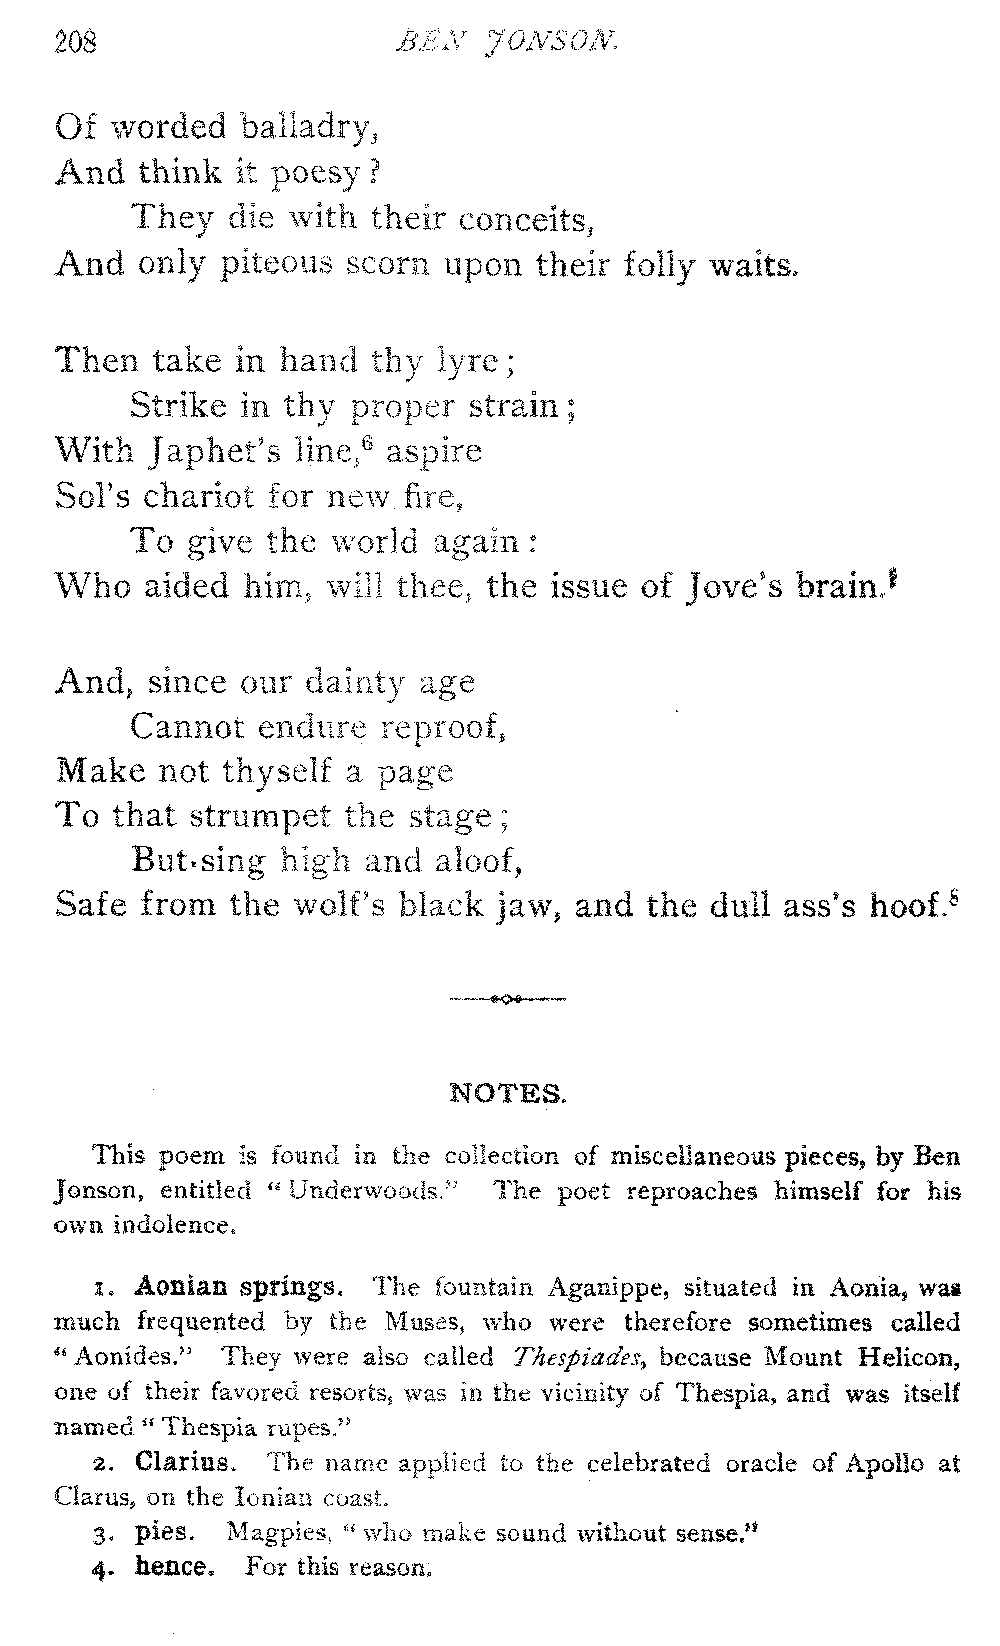 208 BEN JONSON.
Of worded balladry,
And think it poesy?
They die with their conceits,
And only piteous scorn upon their folly waits.
Then take in hand thy lyre;
Strike in thy proper strain;
With Japhet's line,⁶ aspire
Sol's chariot for new fire,
To give the world again:
Who aided him, will thee, the issue of Jove's brain.⁷
And, since our dainty age
Cannot endure reproof,
Make not thyself a page
To that strumpet the stage;
But sing high and aloof,
Safe from the wolf's black jaw, and the dull ass's hoof.⁸
NOTES.
This poem is found in the collection of miscellaneous pieces, by Ben
Jonson, entitled "Underwoods." The poet reproaches himself for his
own indolence.
1. Aonian springs. The fountain Aganippe, situated in Aonia, was
much frequented by the Muses, who were therefore sometimes called
"Aonides." They were also called Thespiades, because Mount Helicon,
one of their favored resorts, was in the vicinity of Thespia, and was itself
named "Thespia rupes."
2. Clarius. The name applied to the celebrated oracle of Apollo at
Clarus, on the Ionian coast.
3. pies. Magpies, "who make sound without sense."
4. hence. For this reason.